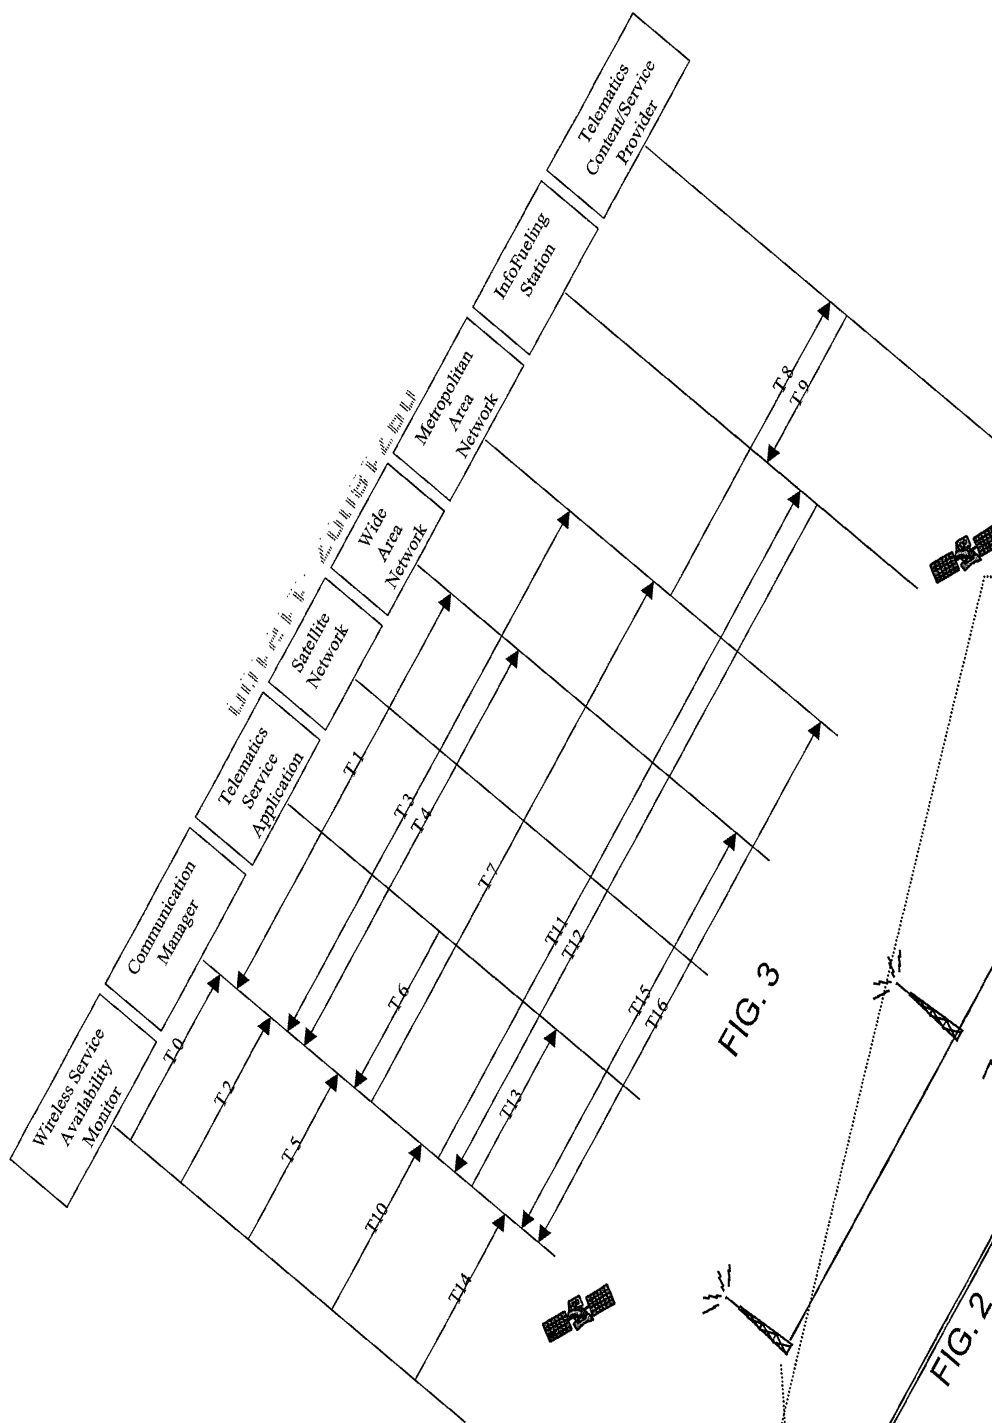 Wireless Service
Availability
Monitor
Communication
Manager
Telematics
Service
Application
Satellite
Network
Wide
Area
Network
Metropolitan
Area
Network
InfoFueling
Station
Telematics
Content/Service
Provider
T 0
T 1
T 2
T 3
T 4
T 5
T 6
T 7
T 8
T 9
T10
T11
T12
T13
T14
T15
T16
FIG. 3
FIG. 2